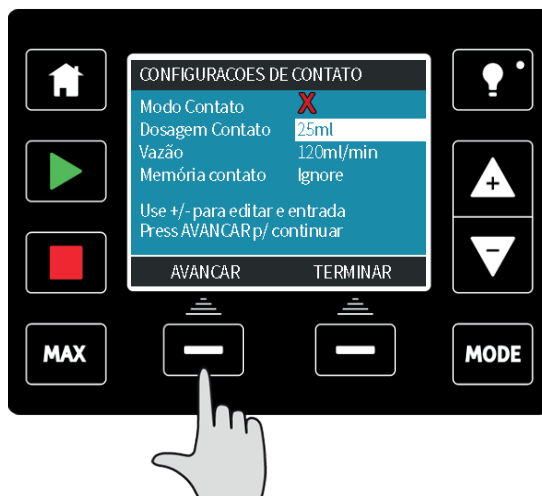 CONFIGURACOES DE CONTATO
Modo Contato X
Dosagem Contato 25ml
Vazão 120ml/min
Memória contato Ignore
Use +/- para editar e entrada
Press AVANCAR p/ continuar
AVANCAR TERMINAR
+
-
MAX MODE